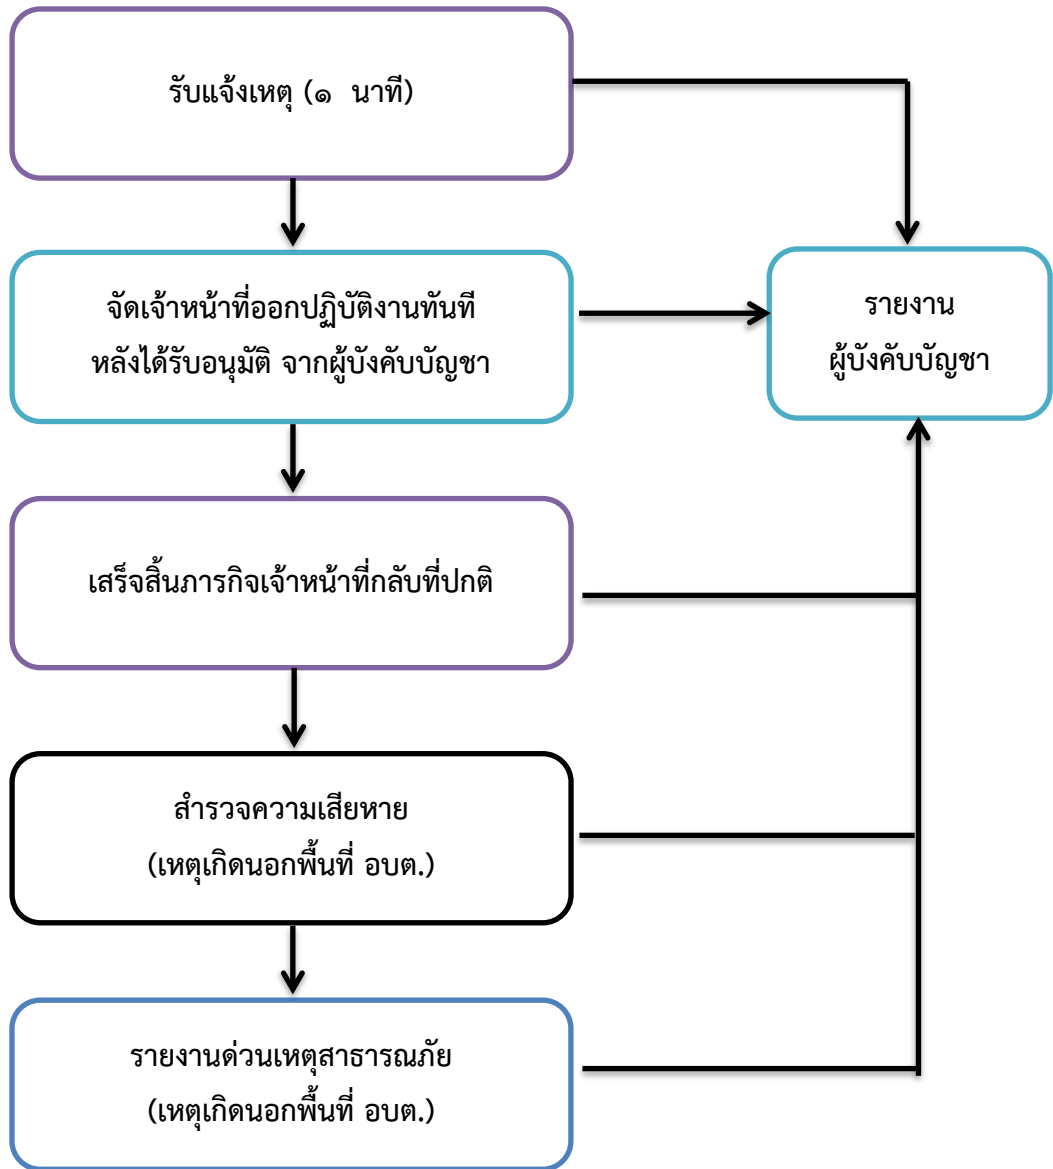 รับแจ้งเหตุ (๑ นาที)
จัดเจ้าหน้าที่ออกปฏิบัติงานทันที
หลังได้รับอนุมัติ จากผู้บังคับบัญชา
รายงาน
ผู้บังคับบัญชา
เสร็จสิ้นภารกิจเจ้าหน้าที่กลับที่ปกติ
สำรวจความเสียหาย
(เหตุเกิดนอกพื้นที่ อบต.)
รายงานด่วนเหตุสาธารณภัย
(เหตุเกิดนอกพื้นที่ อบต.)